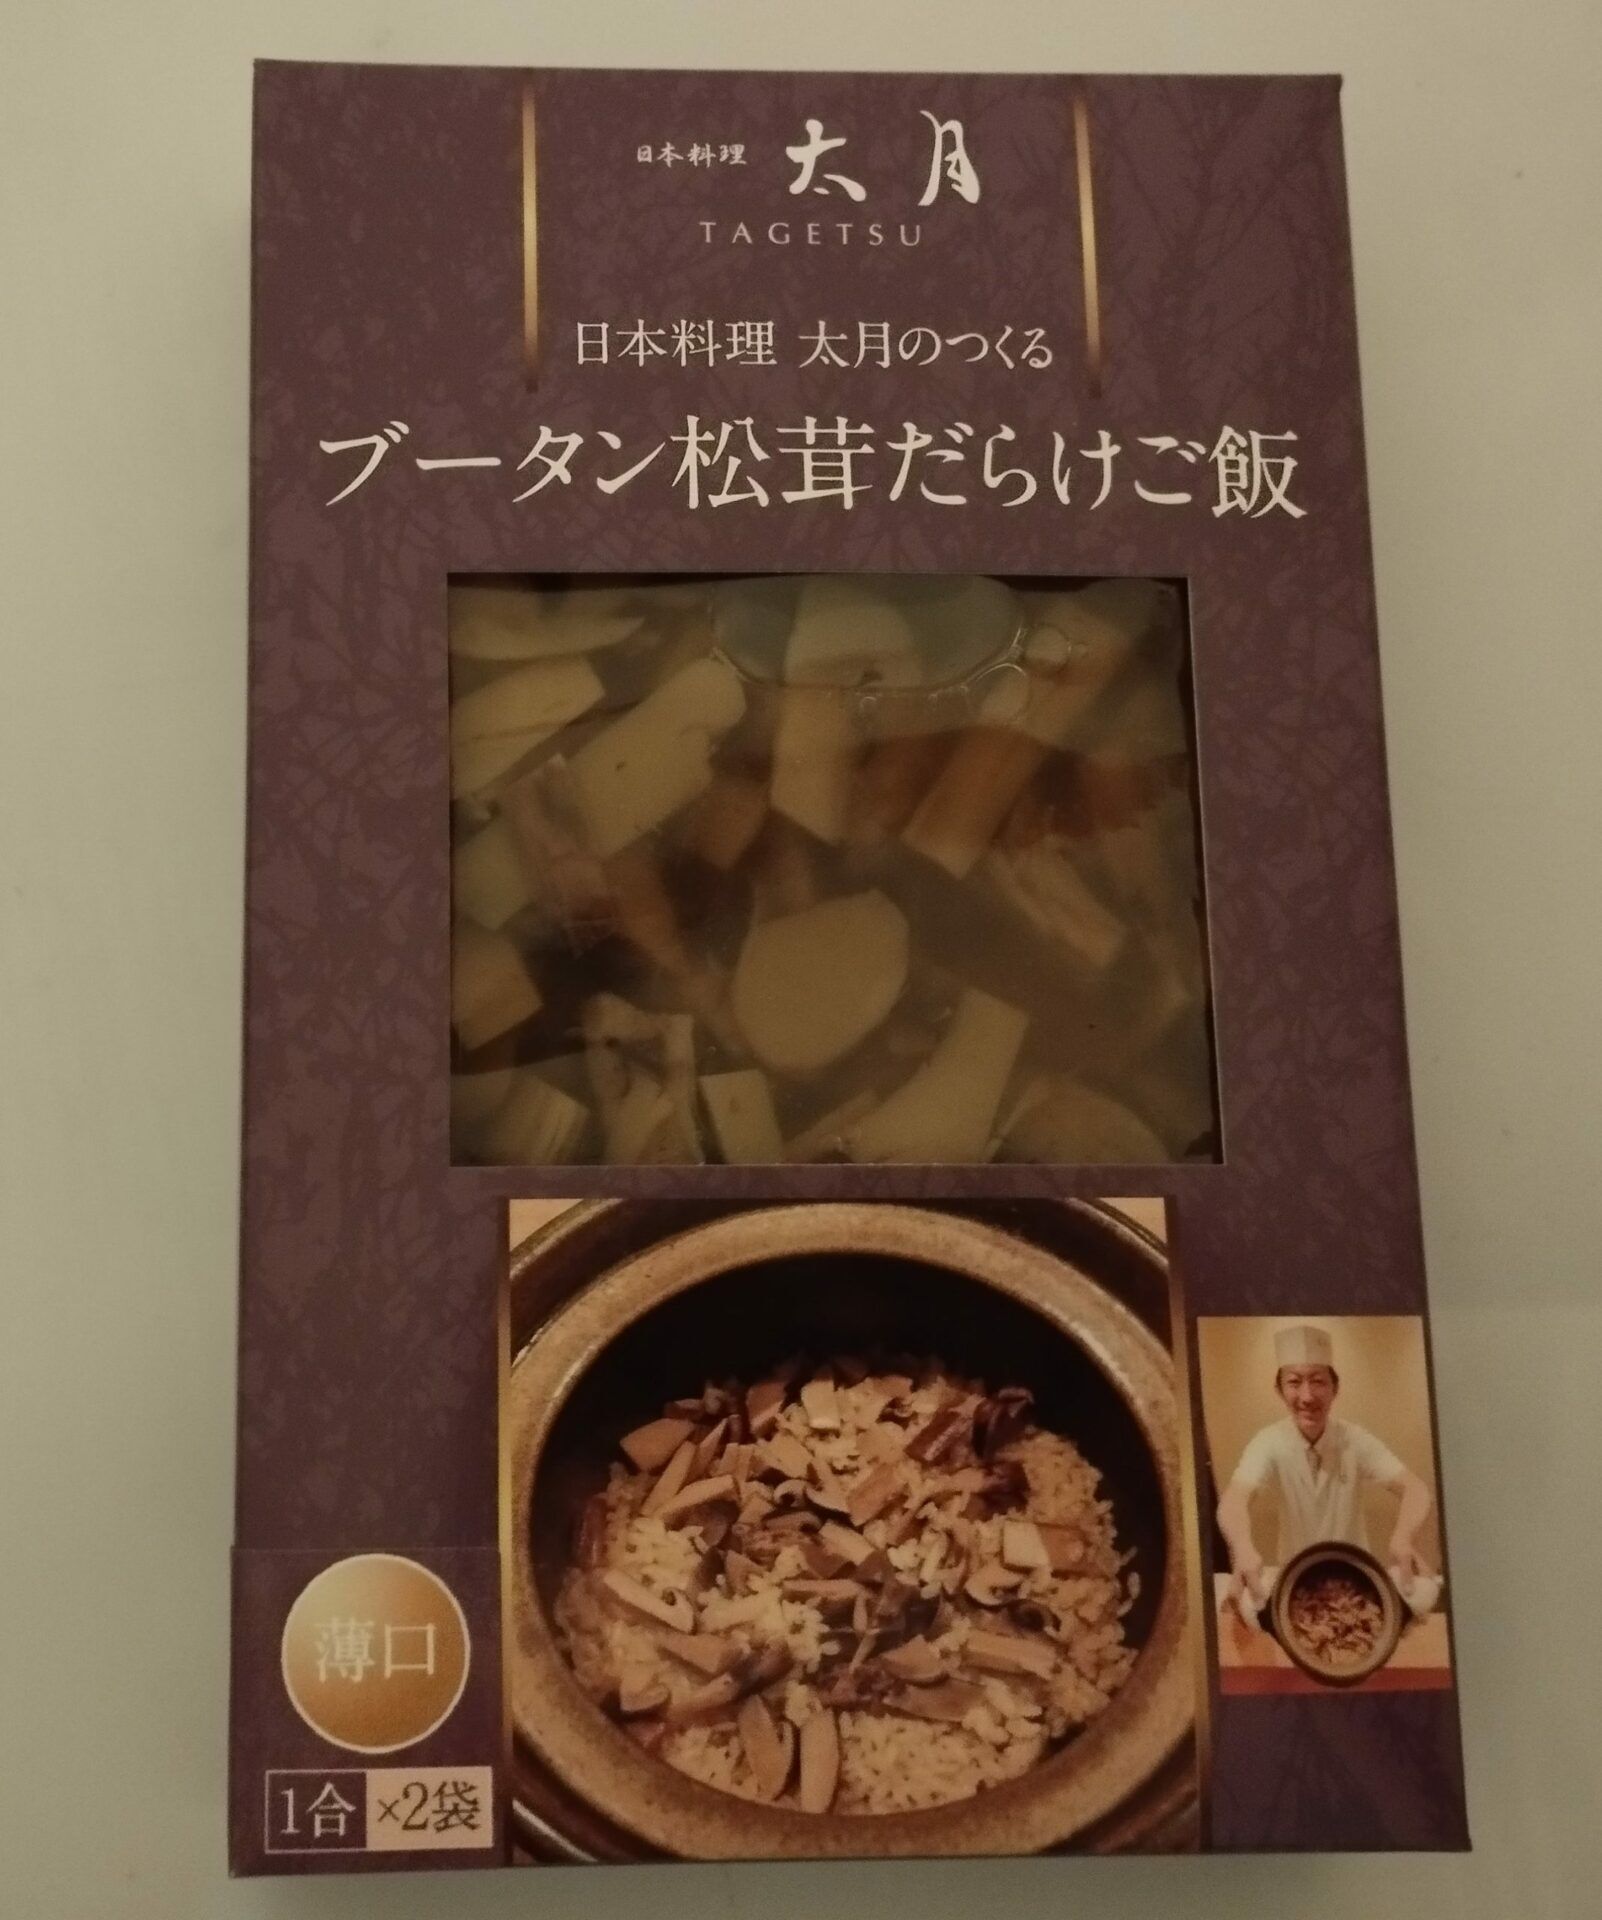 日本料理 太月
TAGETSU
日本料理 太月のつくる
ブータン松茸だらけご飯
薄口
1合 ×2袋